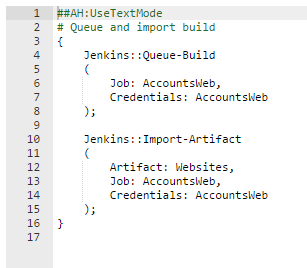 1 ##AH:UseTextMode
2 # Queue and import build
3 {
4 Jenkins::Queue-Build
5 (
6 Job: AccountsWeb,
7 Credentials: AccountsWeb
8 );
9
10 Jenkins::Import-Artifact
11 (
12 Artifact: Websites,
13 Job: AccountsWeb,
14 Credentials: AccountsWeb
15 );
16 }
17